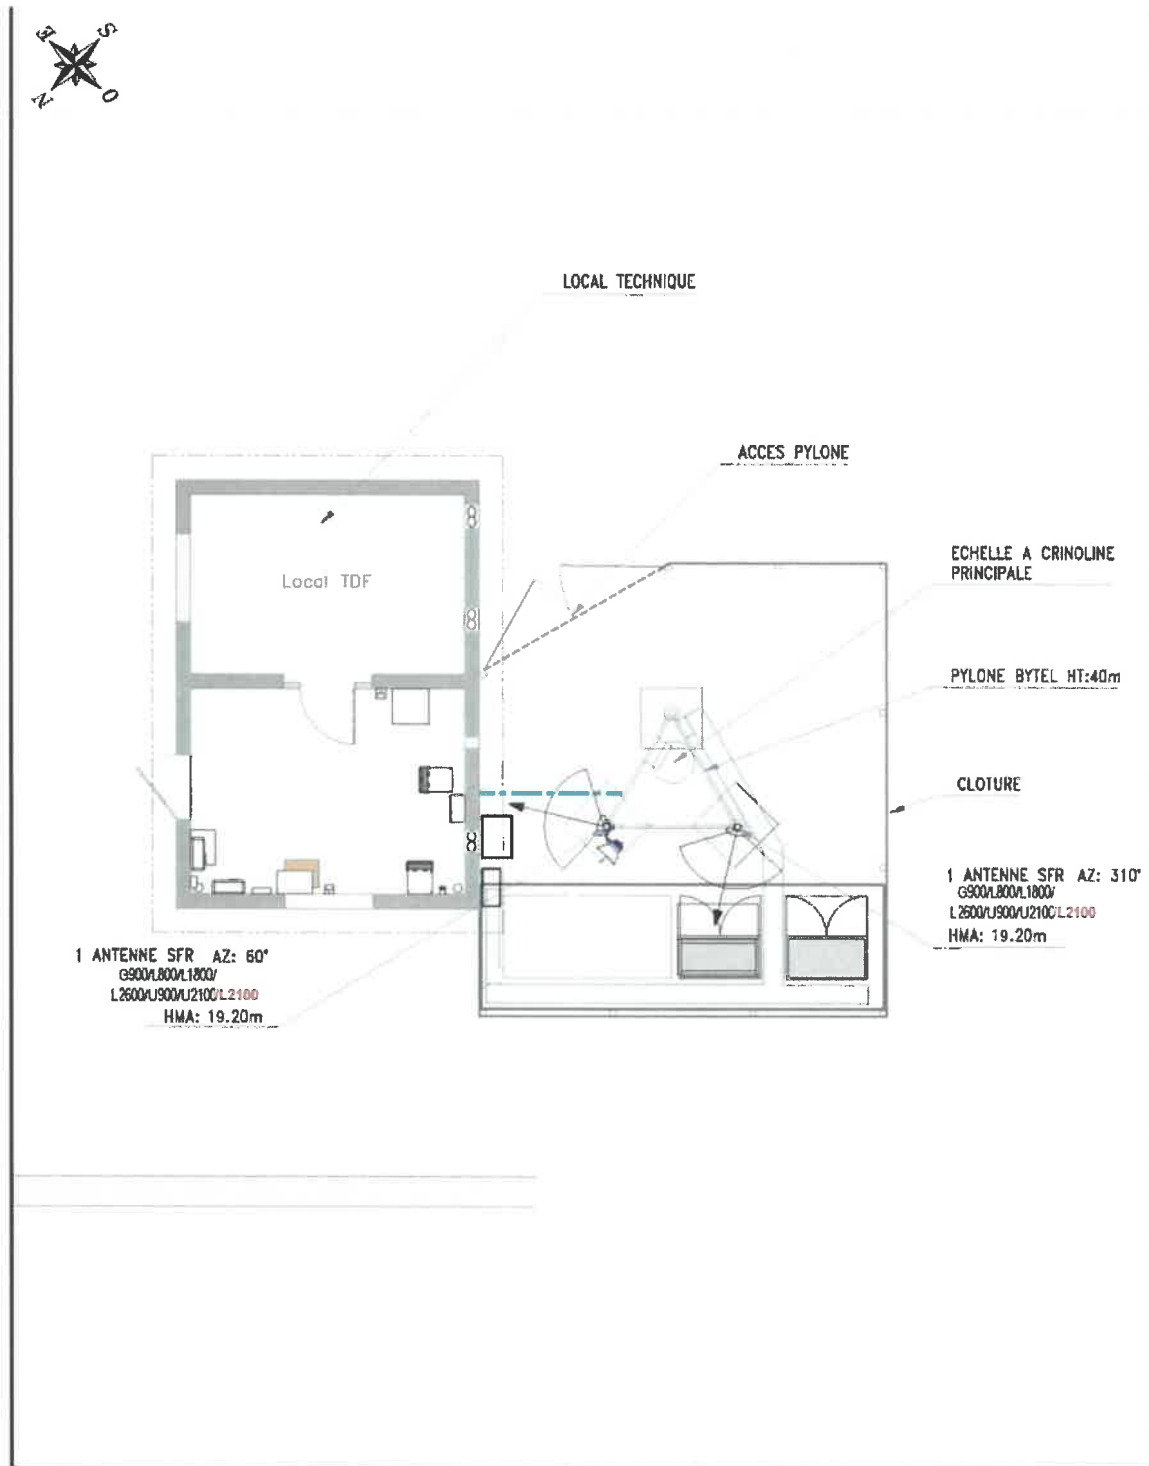 E S
N O
LOCAL TECHNIQUE
ACCES PYLONE
ECHELLE A CRINOLINE
PRINCIPALE
Local TDF
PYLONE BYTEL HT:40m
CLOTURE
1 ANTENNE SFR AZ: 310°
G900/L800/L1800/
L2600/U900/U2100/L2100
HMA: 19.20m
1 ANTENNE SFR AZ: 60°
G900/L800/L1800/
L2600/U900/U2100/L2100
HMA: 19.20m